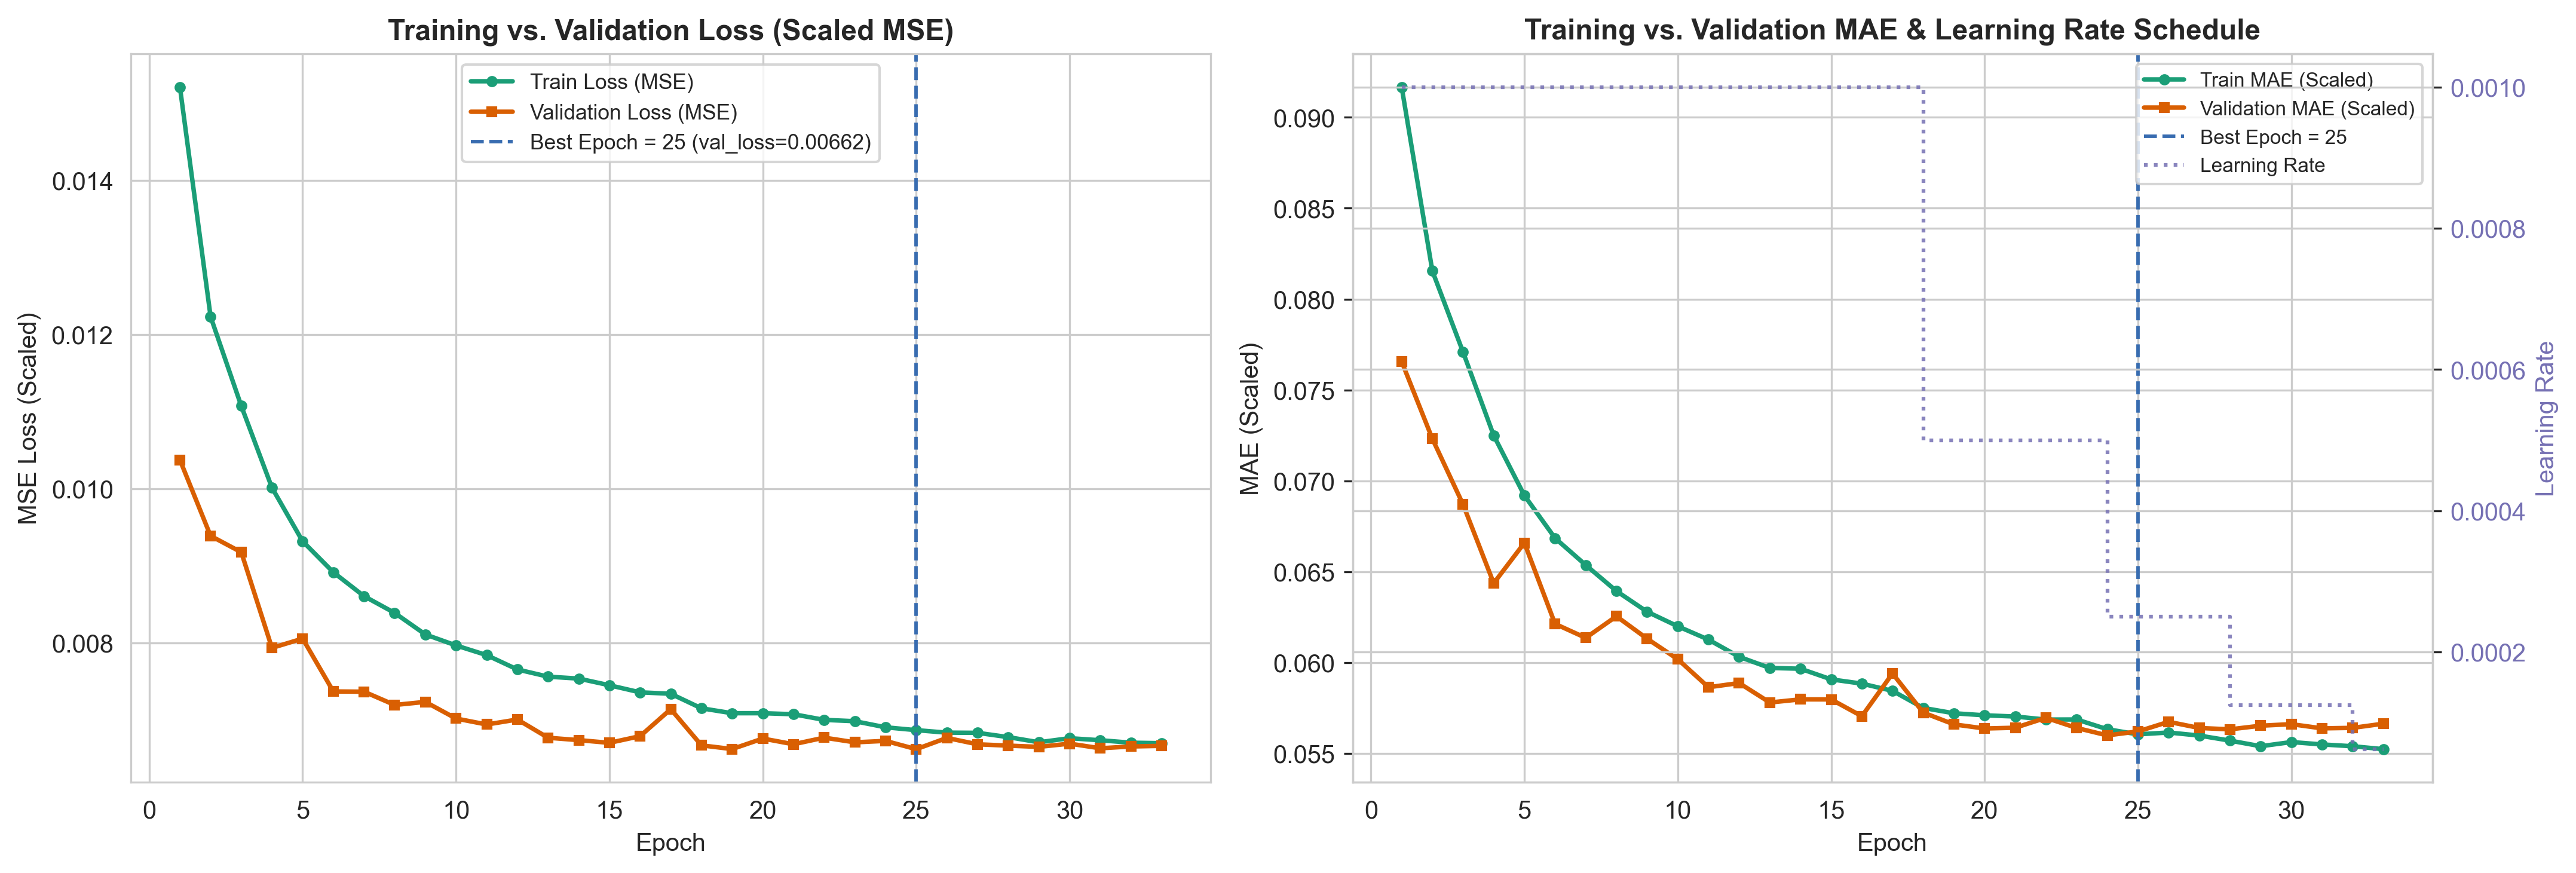 Training vs. Validation Loss (Scaled MSE)
Train Loss (MSE)
Validation Loss (MSE)
Best Epoch = 25 (val_loss=0.00662)
MSE Loss (Scaled)
0.014
0.012
0.010
0.008
0 5 10 15 20 25 30
Epoch
Training vs. Validation MAE & Learning Rate Schedule
Train MAE (Scaled)
Validation MAE (Scaled)
Best Epoch = 25
Learning Rate
MAE (Scaled)
0.090
0.085
0.080
0.075
0.070
0.065
0.060
0.055
0 5 10 15 20 25 30
Epoch
0.0010
0.0008
0.0006
0.0004
0.0002
Learning Rate